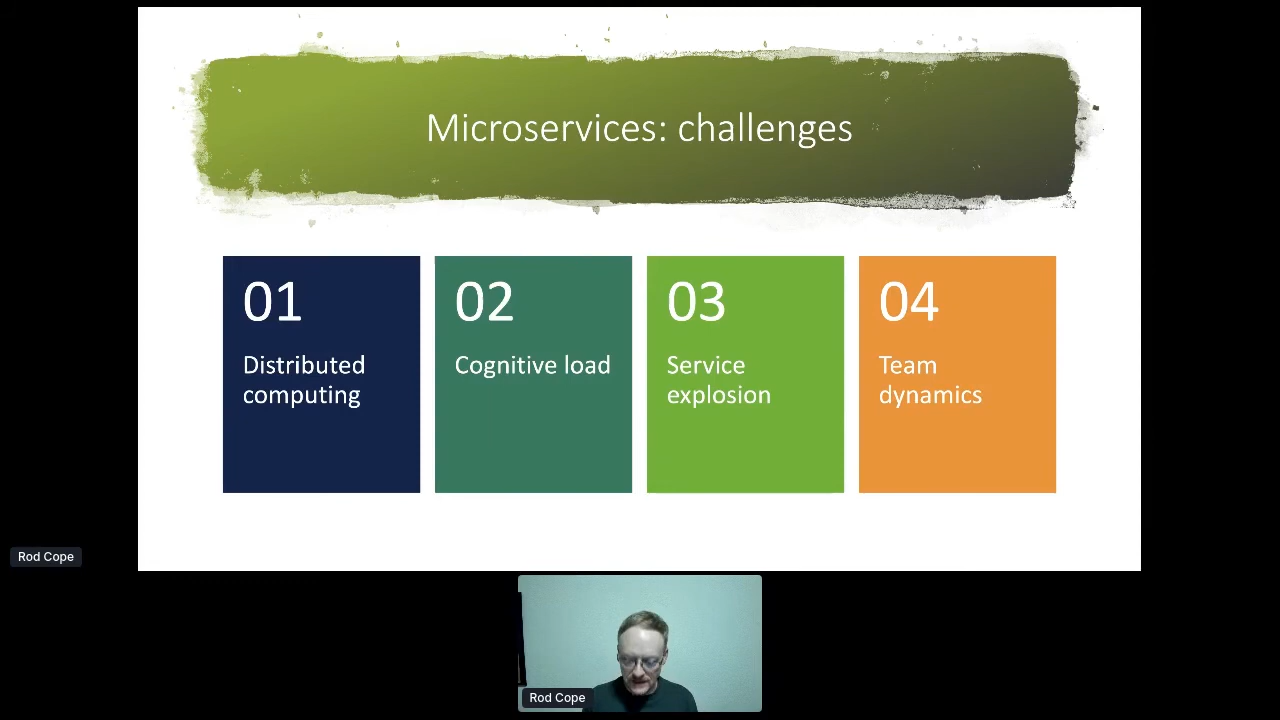 Microservices: challenges
01
Distributed
computing
02
Cognitive load
03
Service
explosion
04
Team
dynamics
Rod Cope
Rod Cope